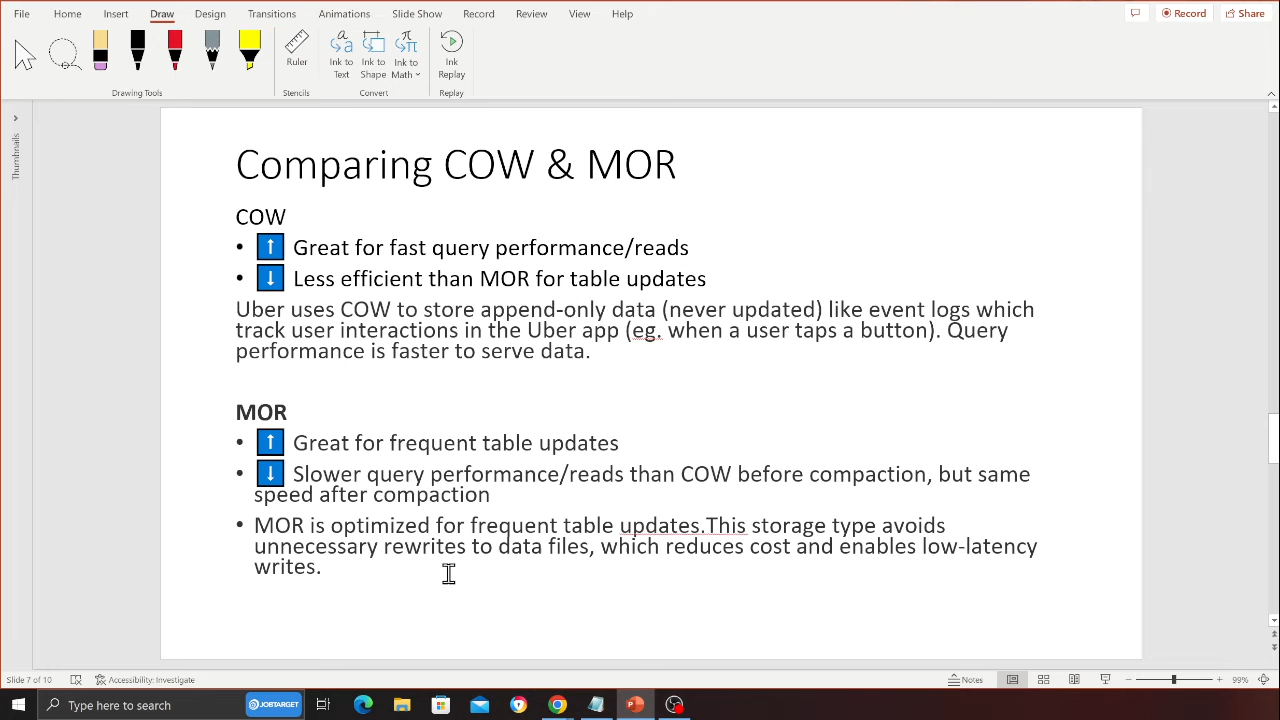 File Home Insert Draw Design Transitions Animations Slide Show Record Review View Help Record Share
Ruler
Ink to Text
Ink to Shape
Ink to Math
Ink Replay
Drawing Tools Stencils Convert Replay
Thumbnails
Comparing COW & MOR
COW
• ↑ Great for fast query performance/reads
• ↓ Less efficient than MOR for table updates
Uber uses COW to store append-only data (never updated) like event logs which
track user interactions in the Uber app (eg. when a user taps a button). Query
performance is faster to serve data.
MOR
• ↑ Great for frequent table updates
• ↓ Slower query performance/reads than COW before compaction, but same
speed after compaction
• MOR is optimized for frequent table updates.This storage type avoids
unnecessary rewrites to data files, which reduces cost and enables low-latency
writes.
Slide 7 of 10 Accessibility: Investigate Notes 99%
Type here to search JOBTARGET